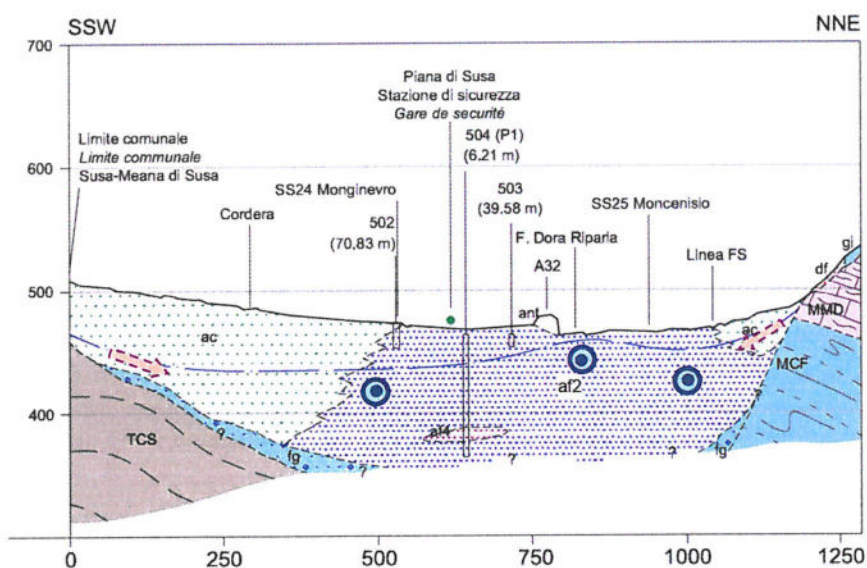 SSW
NNE
700
600
500
400
Piana di Susa
Stazione di sicurezza
Gare de securité
504 (P1)
(6.21 m)
Limite comunale
Limite communale
Susa-Meana di Susa
SS24 Monginevro
Cordera
502
(70,83 m)
503
(39.58 m)
SS25 Moncenisio
F. Dora Riparia
A32
Linea FS
ant
gl
df
MMD
MCF
ac
ac
af2
af4
TCS
?
fg
?
?
?
fg
?
0
250
500
750
1000
1250